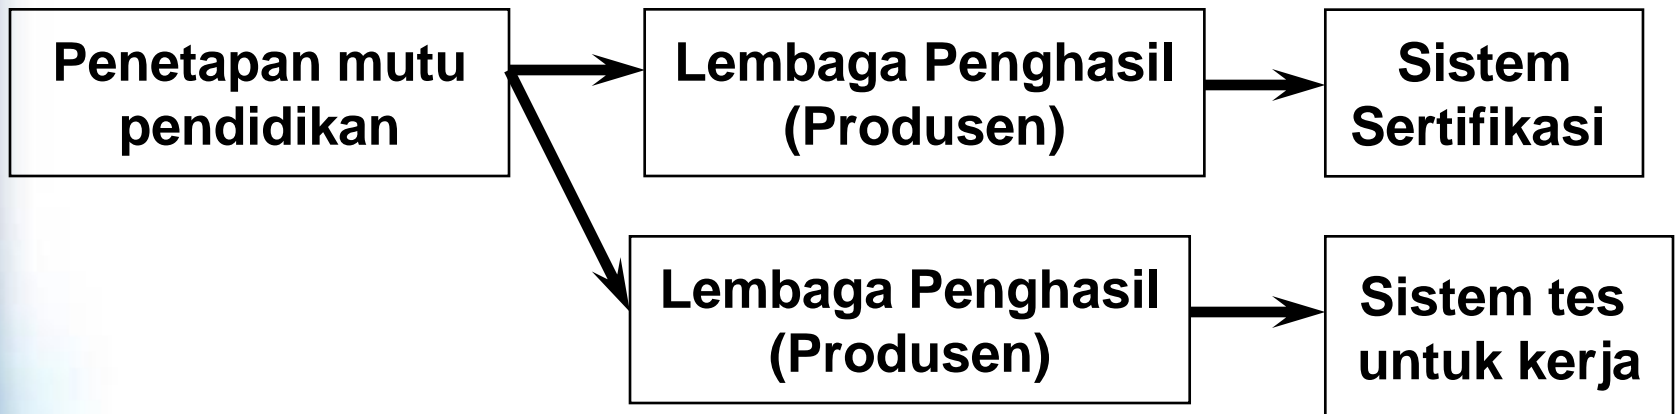 Penetapan mutu
pendidikan
Lembaga Penghasil
(Produsen)
Sistem
Sertifikasi
Lembaga Penghasil
(Produsen)
Sistem tes
untuk kerja